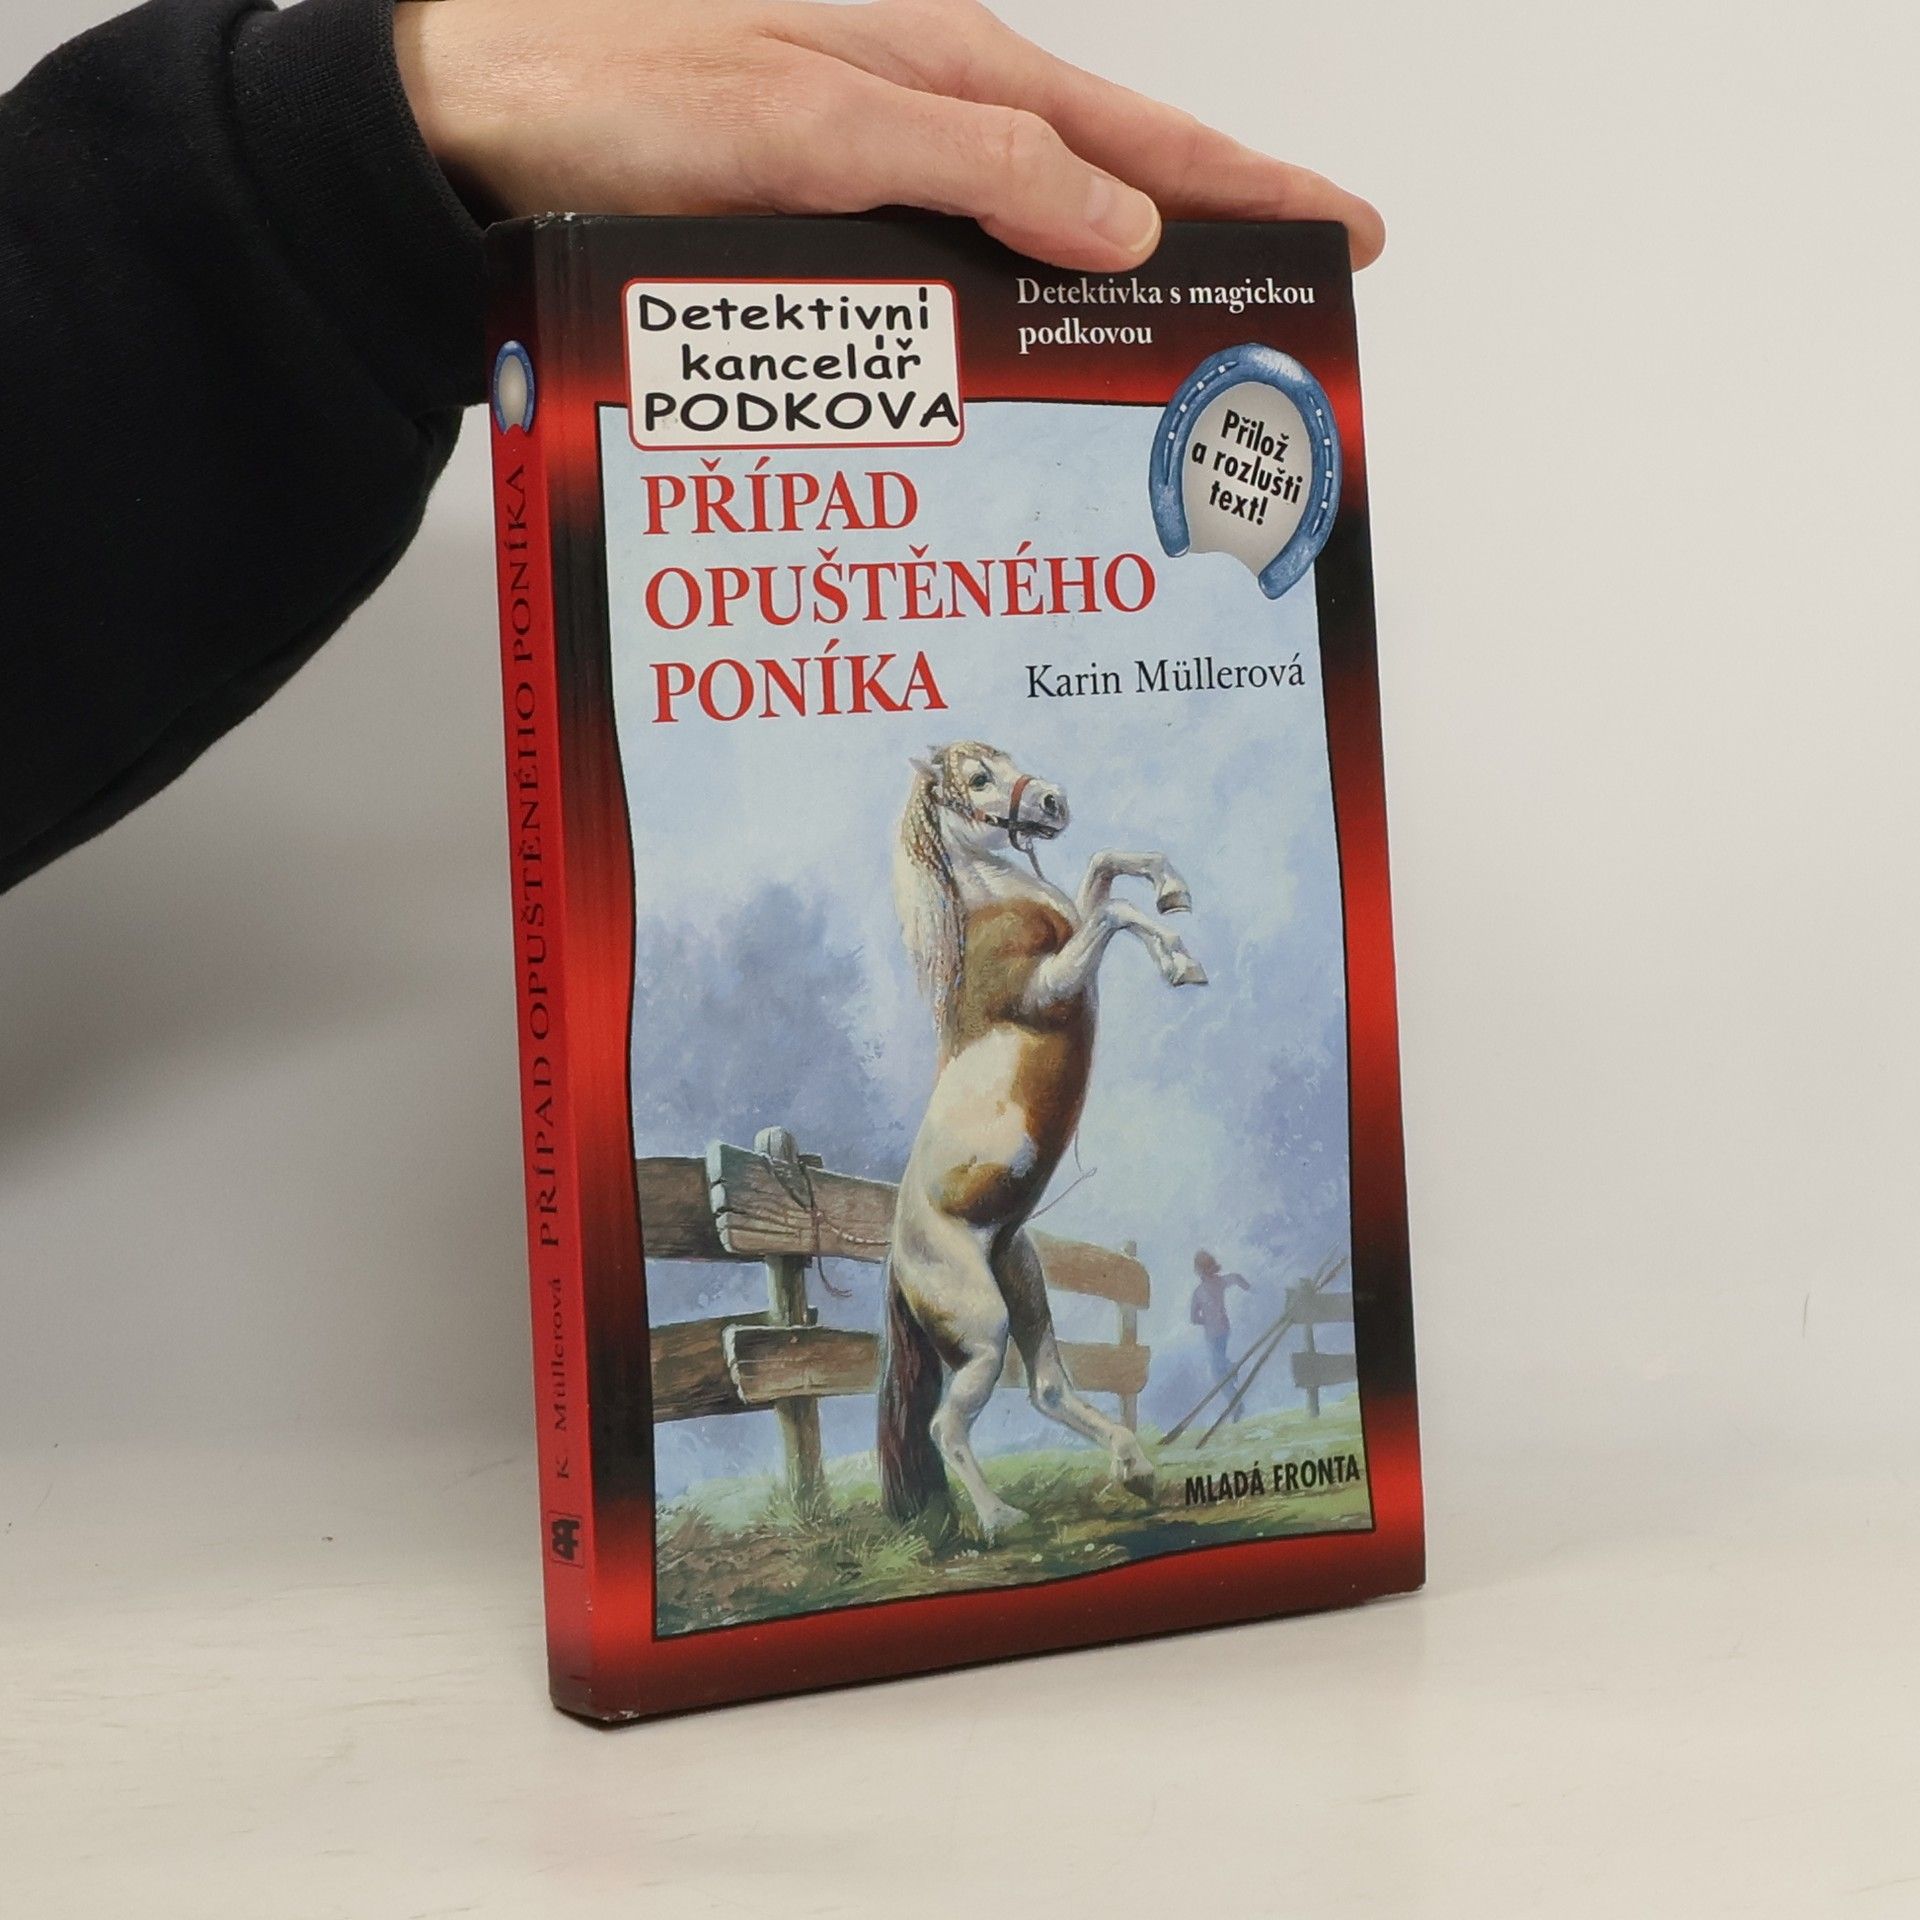 Detektivní
kancelář
PODKOVA
Detektivka s magickou
podkovou
Přilož
a rozlušti
text!
PŘÍPAD
OPUŠTĚNÉHO
PONÍKA
Karin Müllerová
MLADÁ FRONTA
K. Müllerová PŘÍPAD OPUŠTĚNÉHO PONÍKA